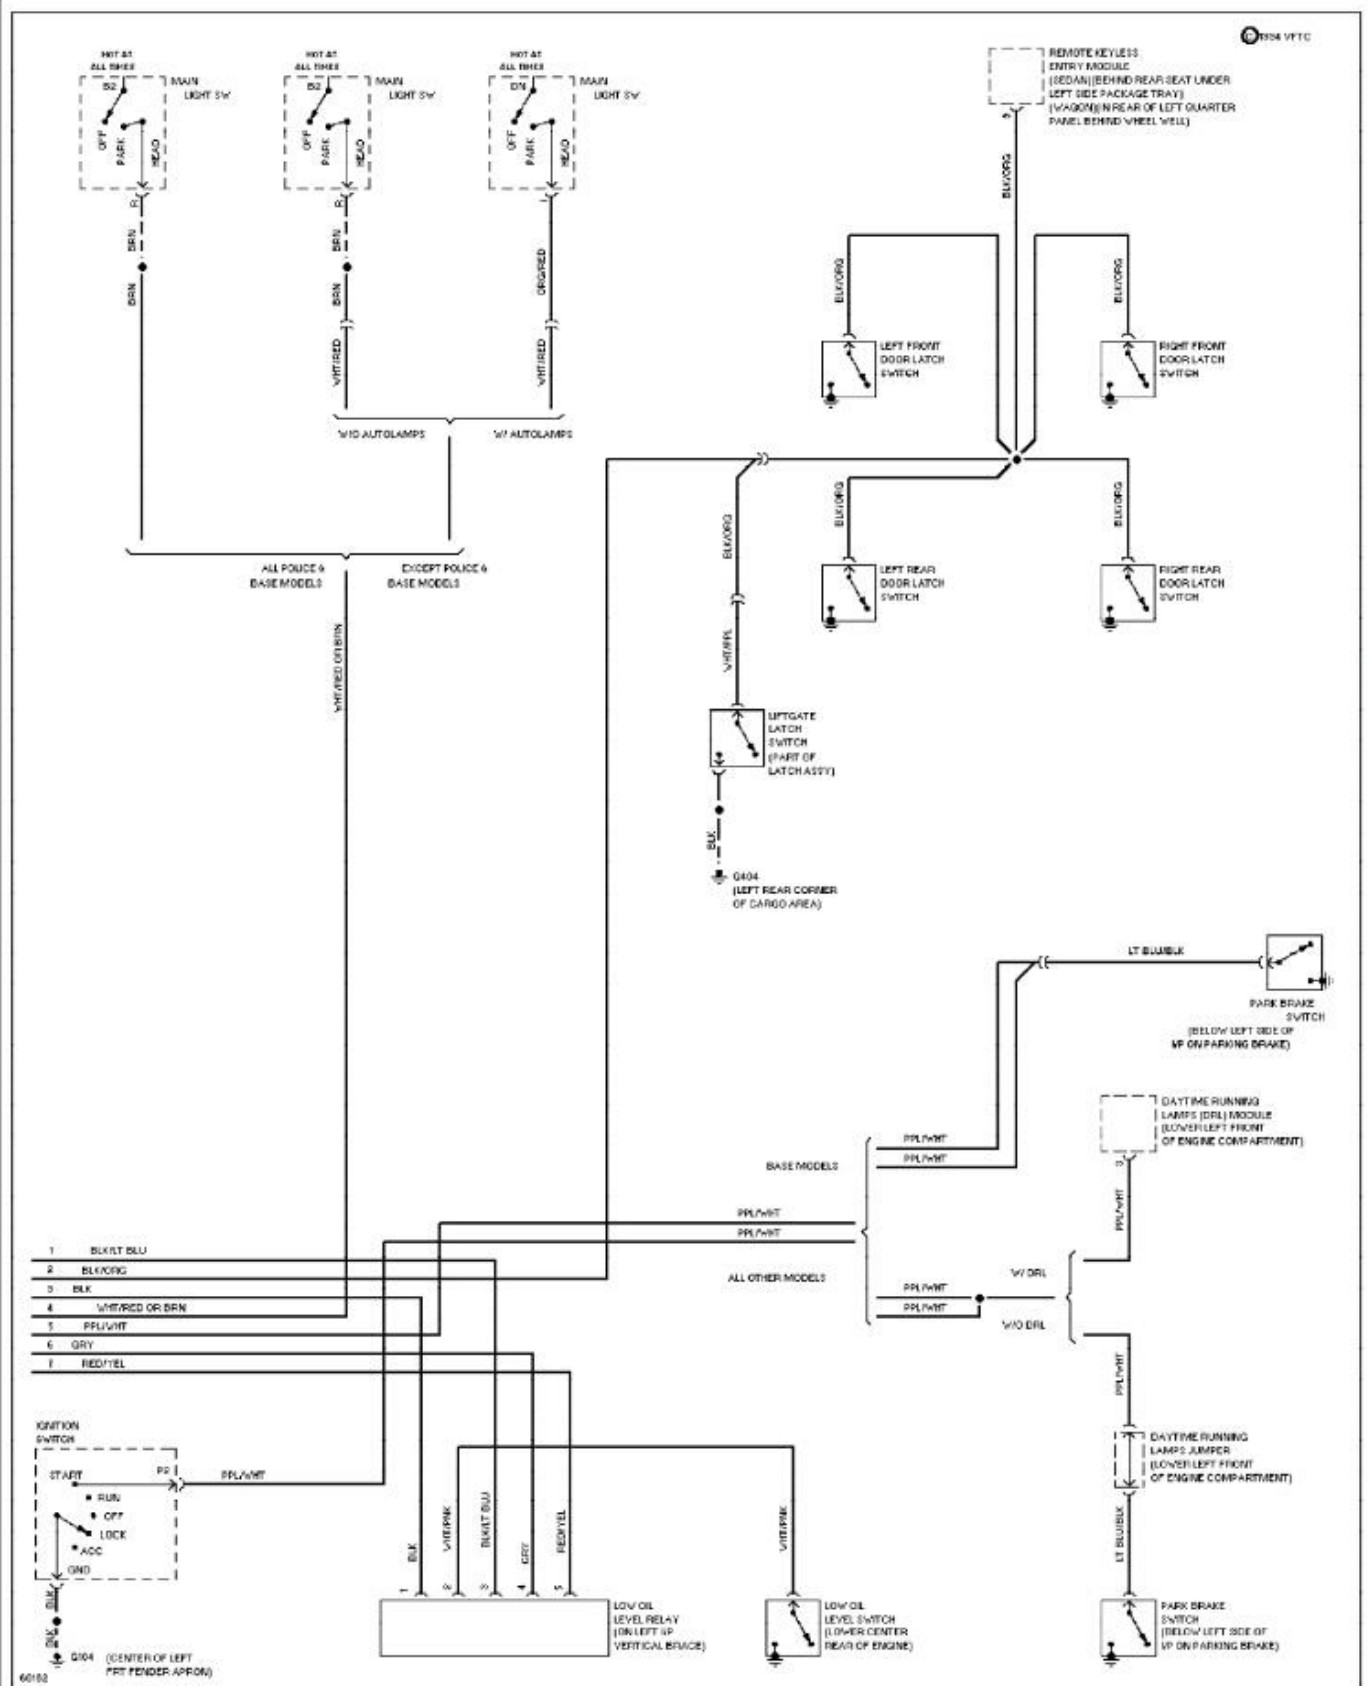 ©1994 VFTC
HOT AT
ALL TIMES
B2
MAIN
LIGHT SW
OFF
PARK
HEAD
R
BRN
BRN
HOT AT
ALL TIMES
B2
MAIN
LIGHT SW
OFF
PARK
HEAD
R
BRN
BRN
WHT/RED
HOT AT
ALL TIMES
DN
MAIN
LIGHT SW
OFF
PARK
HEAD
I
ORG/RED
WHT/RED
W/O AUTOLAMPS
W/ AUTOLAMPS
ALL POLICE &
BASE MODELS
EXCEPT POLICE &
BASE MODELS
WHT/RED OR BRN
REMOTE KEYLESS
ENTRY MODULE
(SEDAN)(BEHIND REAR SEAT UNDER
LEFT SIDE PACKAGE TRAY)
(WAGON)(IN REAR OF LEFT QUARTER
PANEL BEHIND WHEEL WELL)
BLK/ORG
BLK/ORG
BLK/ORG
LEFT FRONT
DOOR LATCH
SWITCH
RIGHT FRONT
DOOR LATCH
SWITCH
BLK/ORG
BLK/ORG
BLK/ORG
LEFT REAR
DOOR LATCH
SWITCH
RIGHT REAR
DOOR LATCH
SWITCH
WHT/PPL
LIFTGATE
LATCH
SWITCH
(PART OF
LATCH ASSY)
BLK
G404
(LEFT REAR CORNER
OF CARGO AREA)
LT BLU/BLK
PARK BRAKE
SWITCH
(BELOW LEFT SIDE OF
I/P ON PARKING BRAKE)
DAYTIME RUNNING
LAMPS (DRL) MODULE
(LOWER LEFT FRONT
OF ENGINE COMPARTMENT)
3
PPL/WHT
PPL/WHT
PPL/WHT
BASE MODELS
PPL/WHT
PPL/WHT
ALL OTHER MODELS
PPL/WHT
PPL/WHT
W/ DRL
W/O DRL
PPL/WHT
DAYTIME RUNNING
LAMPS JUMPER
(LOWER LEFT FRONT
OF ENGINE COMPARTMENT)
LT BLU/BLK
PARK BRAKE
SWITCH
(BELOW LEFT SIDE OF
I/P ON PARKING BRAKE)
1 BLK/LT BLU
2 BLK/ORG
3 BLK
4 WHT/RED OR BRN
5 PPL/WHT
6 GRY
7 RED/YEL
IGNITION
SWITCH
START
P2
PPL/WHT
RUN
OFF
LOCK
ACC
GND
BLK
BLK
G104 (CENTER OF LEFT
FRT FENDER APRON)
1 BLK
2 WHT/PNK
3 BLK/LT BLU
4 GRY
5 RED/YEL
LOW OIL
LEVEL RELAY
(ON LEFT I/P
VERTICAL BRACE)
WHT/PNK
LOW OIL
LEVEL SWITCH
(LOWER CENTER
REAR OF ENGINE)
60182